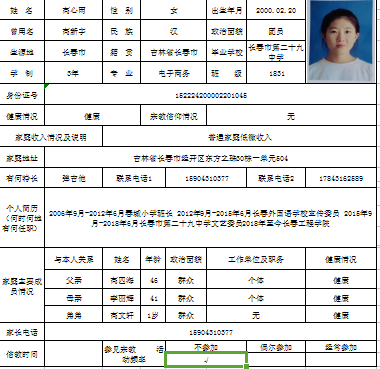 姓 名 高心雨 性 别 女 出生年月 2000.02.20
曾用名 高新宇 民 族 汉 政治面貌 团员
生源地 长春市 籍 贯 吉林省长春市 毕业学校 长春市第二十九中学
学 制 3年 专 业 电子商务 班 级 1831
身份证号 152224200002201045
健康情况 健康 宗教信仰情况 无
家庭收入情况及说明 普通家庭低微收入
家庭地址 吉林省长春市经开区东方之珠80栋一单元504
有何特长 弹吉他 联系电话1 15904310377 联系电话2 17843162589
个人简历
(何时何地
有何任职)
2006年9月-2012年6月春城小学班长 2012年9月-2015年6月长春外国语学校宣传委员 2015年9
月-2018年6月长春市第二十九中学文艺委员2018年至今长春工程学院
家庭主要成
员情况
与本人关系 姓名 年龄 政治面貌 工作单位及职务 健康情况
父亲 高四海 46 群众 个体 健康
母亲 李丽辉 41 群众 个体 健康
弟弟 高文轩 1岁 群众 无 健康
家长电话 15904310377
信教时间 参见宗教 活
动频率 不参加 偶尔参加 经常参加
√